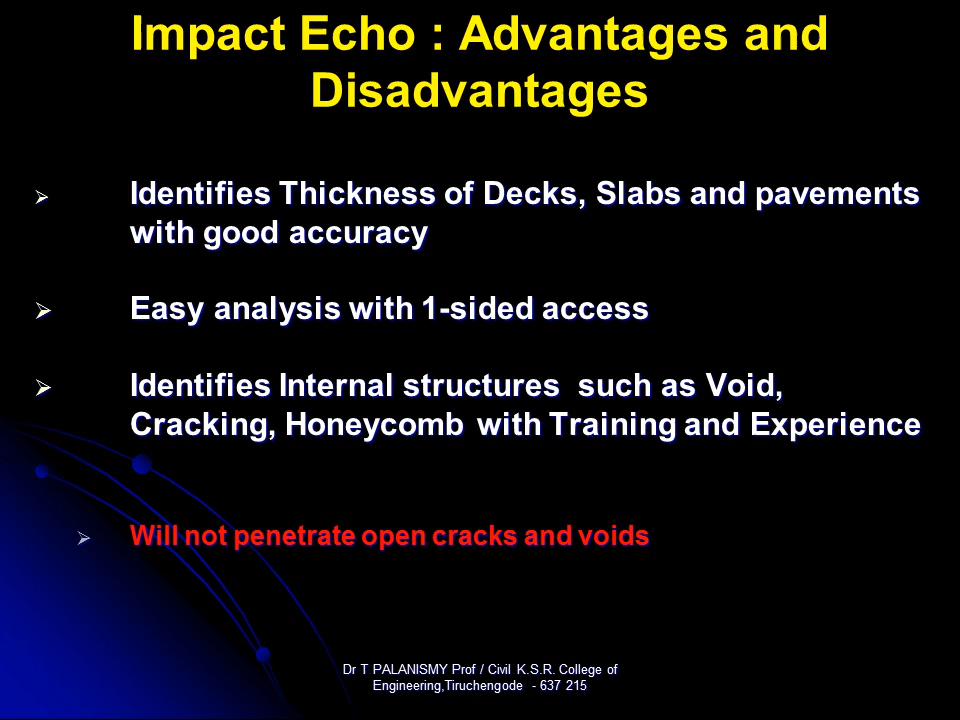 Impact Echo : Advantages and
Disadvantages
Identifies Thickness of Decks, Slabs and pavements
with good accuracy
Easy analysis with 1-sided access
Identifies Internal structures such as Void,
Cracking, Honeycomb with Training and Experience
Will not penetrate open cracks and voids
Dr T PALANISMY Prof / Civil K.S.R. College of
Engineering,Tiruchengode - 637 215